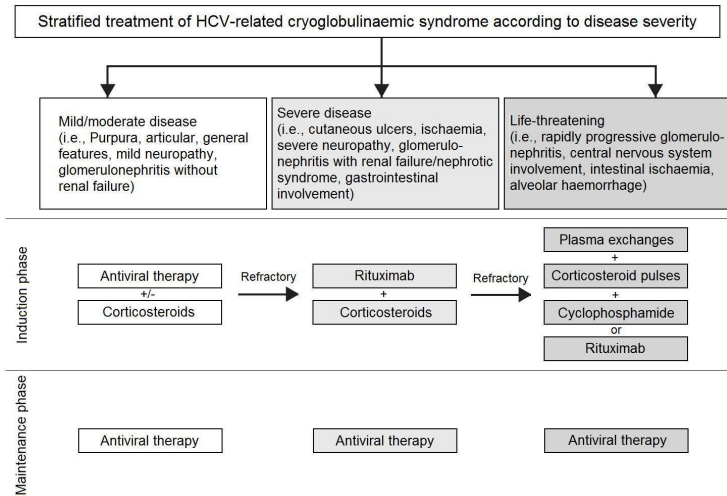 Stratified treatment of HCV-related cryoglobulinaemic syndrome according to disease severity
Mild/moderate disease
(i.e., Purpura, articular, general
features, mild neuropathy,
glomerulonephritis without
renal failure)
Severe disease
(i.e., cutaneous ulcers, ischaemia,
severe neuropathy, glomerulo-
nephritis with renal failure/nephrotic
syndrome, gastrointestinal
involvement)
Life-threatening
(i.e., rapidly progressive glomerulo-
nephritis, central nervous system
involvement, intestinal ischaemia,
alveolar haemorrhage)
Induction phase
Antiviral therapy
+/-
Corticosteroids
Refractory
Rituximab
+
Corticosteroids
Refractory
Plasma exchanges
+
Corticosteroid pulses
+
Cyclophosphamide
or
Rituximab
Maintenance phase
Antiviral therapy
Antiviral therapy
Antiviral therapy